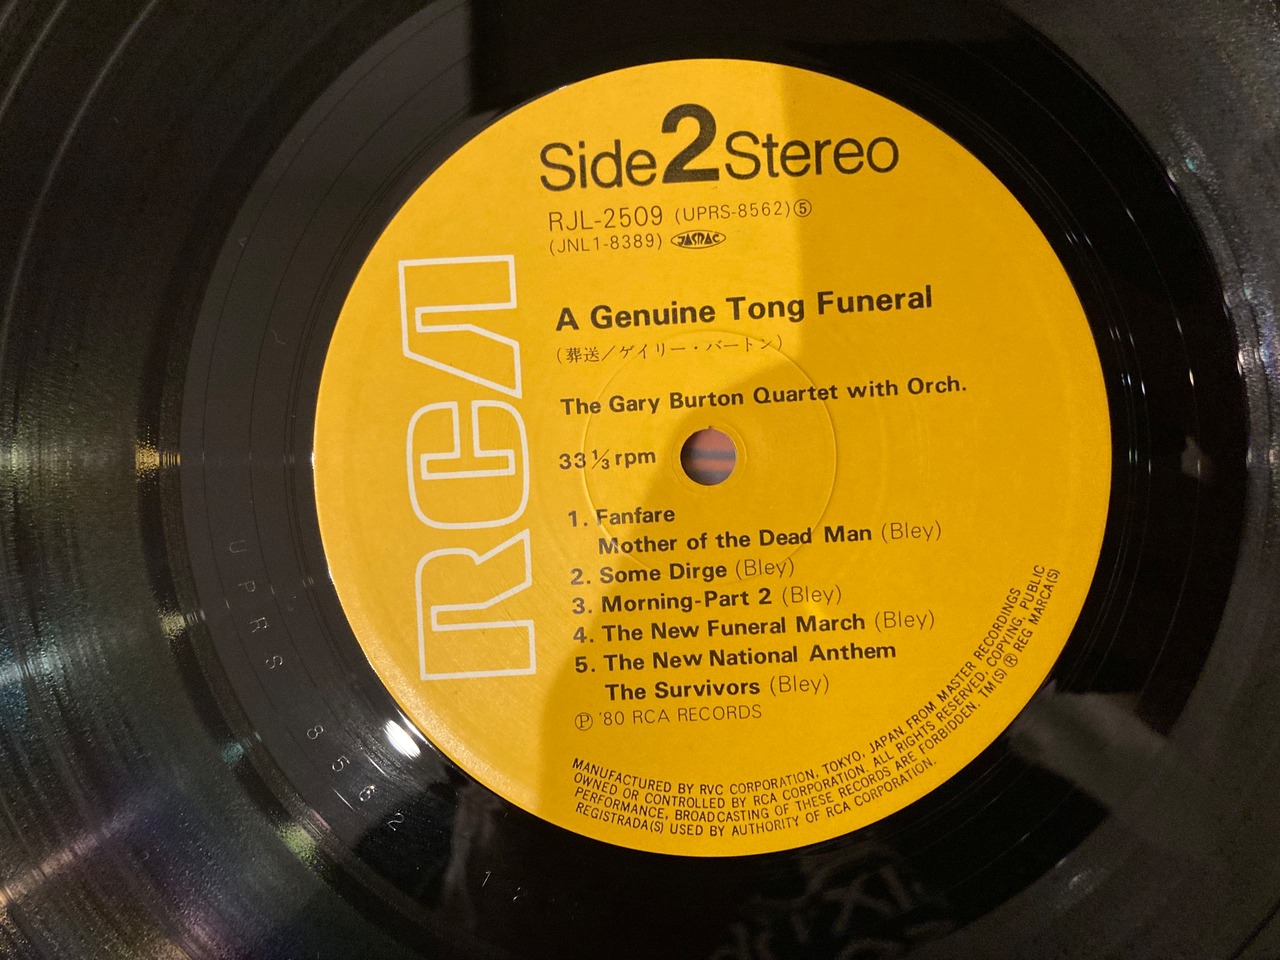 Side 2 Stereo
RJL-2509 (UPRS-8562)⑤
(JNL1-8389) JASRAC
RCA
A Genuine Tong Funeral
(葬送／ゲイリー・バートン)
The Gary Burton Quartet with Orch.
33⅓ rpm
1. Fanfare
Mother of the Dead Man (Bley)
2. Some Dirge (Bley)
3. Morning-Part 2 (Bley)
4. The New Funeral March (Bley)
5. The New National Anthem
The Survivors (Bley)
Ⓟ '80 RCA RECORDS
MANUFACTURED BY RVC CORPORATION, TOKYO, JAPAN, FROM MASTER RECORDINGS
OWNED OR CONTROLLED BY RCA CORPORATION. ALL RIGHTS RESERVED, COPYING, PUBLIC
PERFORMANCE, BROADCASTING OF THESE RECORDS ARE FORBIDDEN. TM(S) ® REG MARCA(S)
REGISTRADA(S) USED BY AUTHORITY OF RCA CORPORATION.
UPRS 8562
12